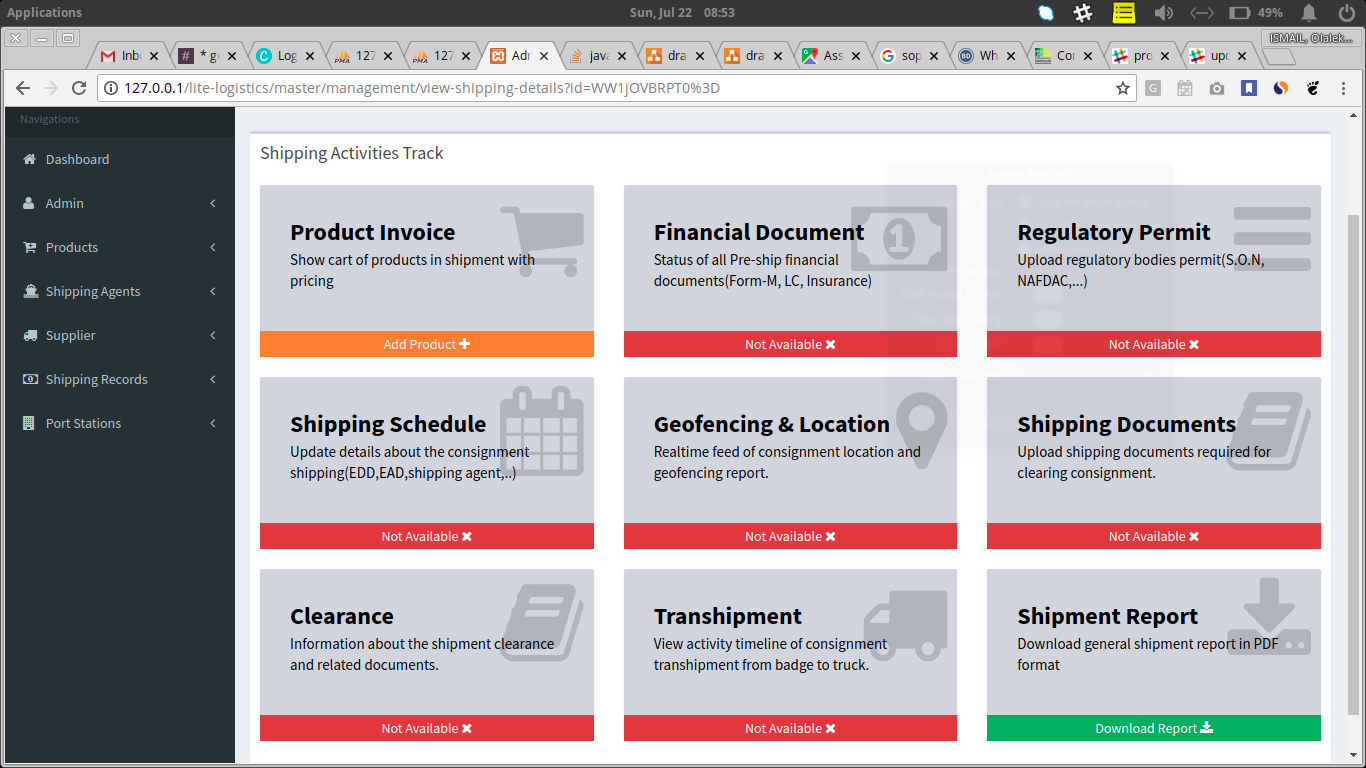 Applications
Sun, Jul 22 08:53
49%
ISMAIL, Olalek...
Inb
* ge
Log
127
127
Adr
java
dra
dra
Ass
sop
Wh
Cor
pro
upc
127.0.0.1/lite-logistics/master/management/view-shipping-details?id=WW1jOVBRPT0%3D
Navigations
Dashboard
Admin
Products
Shipping Agents
Supplier
Shipping Records
Port Stations
Shipping Activities Track
Product Invoice
Show cart of products in shipment with
pricing
Add Product
Financial Document
Status of all Pre-ship financial
documents(Form-M, LC, Insurance)
Not Available
Regulatory Permit
Upload regulatory bodies permit(S.O.N,
NAFDAC,...)
Not Available
Shipping Schedule
Update details about the consignment
shipping(EDD,EAD,shipping agent,..)
Not Available
Geofencing & Location
Realtime feed of consignment location and
geofencing report.
Not Available
Shipping Documents
Upload shipping documents required for
clearing consignment.
Not Available
Clearance
Information about the shipment clearance
and related documents.
Not Available
Transhipment
View activity timeline of consignment
transhipment from badge to truck.
Not Available
Shipment Report
Download general shipment report in PDF
format
Download Report